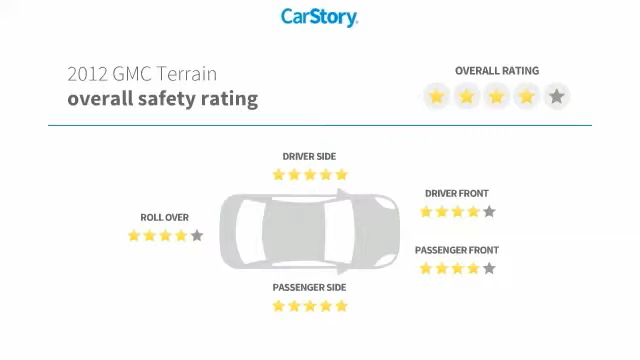 CarStory
2012 GMC Terrain
overall safety rating
OVERALL RATING
DRIVER SIDE
DRIVER FRONT
ROLL OVER
PASSENGER FRONT
PASSENGER SIDE